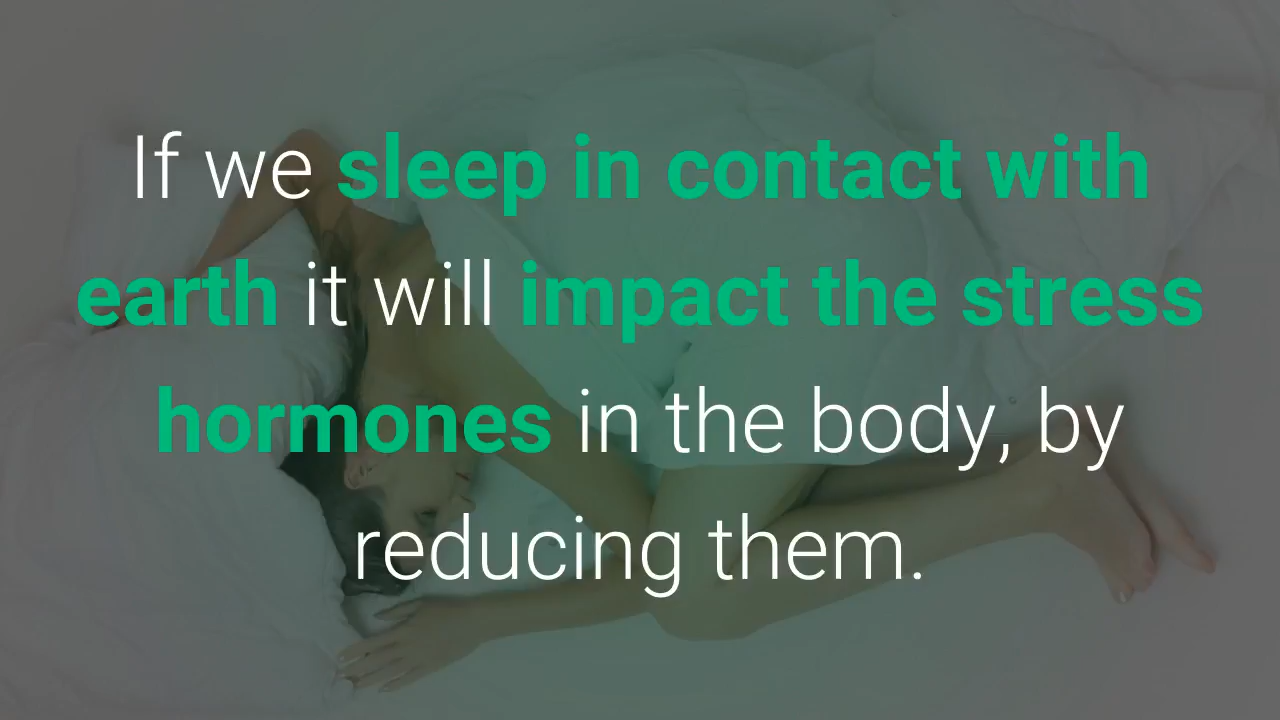 If we sleep in contact with
earth it will impact the stress
hormones in the body, by
reducing them.